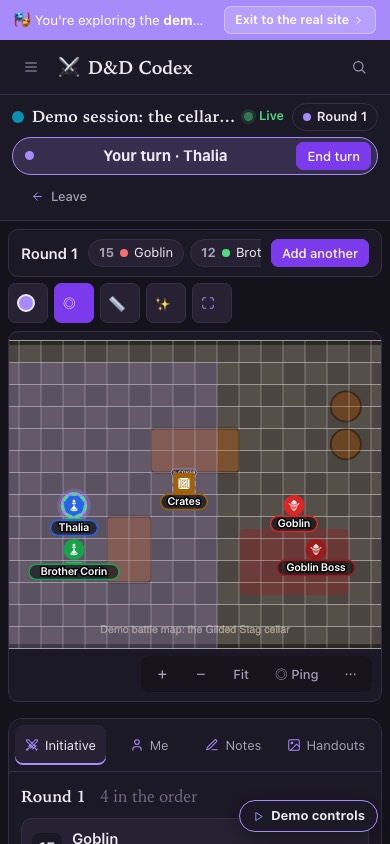 You're exploring the dem...
Exit to the real site
D&D Codex
Demo session: the cellar...
Live
Round 1
Your turn · Thalia
End turn
Leave
Round 1
15 Goblin
12 Brot
Add another
Crates
Thalia
Goblin
Brother Corin
Goblin Boss
Demo battle map: the Gilded Stag cellar
+
−
Fit
Ping
...
Initiative
Me
Notes
Handouts
Round 1
4 in the order
Demo controls
Goblin